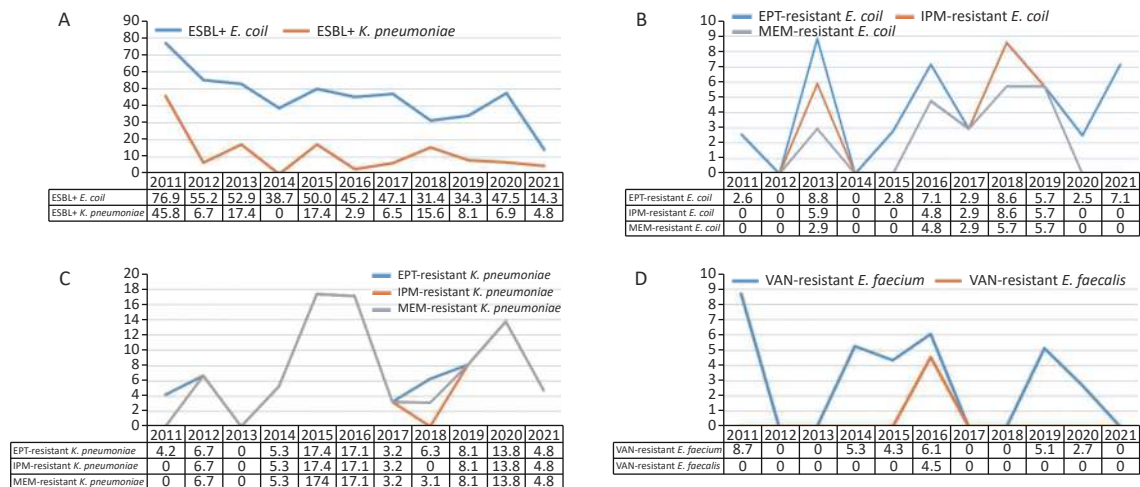 A
90
80
70
60
50
40
30
20
10
0
ESBL+ E. coil ESBL+ K. pneumoniae
2011 2012 2013 2014 2015 2016 2017 2018 2019 2020 2021
ESBL+ E. coil 76.9 55.2 52.9 38.7 50.0 45.2 47.1 31.4 34.3 47.5 14.3
ESBL+ K. pneumoniae 45.8 6.7 17.4 0 17.4 2.9 6.5 15.6 8.1 6.9 4.8
B
10
9
8
7
6
5
4
3
2
1
0
EPT-resistant E. coil IPM-resistant E. coil
MEM-resistant E. coil
2011 2012 2013 2014 2015 2016 2017 2018 2019 2020 2021
EPT-resistant E. coil 2.6 0 8.8 0 2.8 7.1 2.9 8.6 5.7 2.5 7.1
IPM-resistant E. coil 0 0 5.9 0 0 4.8 2.9 8.6 5.7 0 0
MEM-resistant E. coil 0 0 2.9 0 0 4.8 2.9 5.7 5.7 0 0
C
20
18
16
14
12
10
8
6
4
2
0
EPT-resistant K. pneumoniae
IPM-resistant K. pneumoniae
MEM-resistant K. pneumoniae
2011 2012 2013 2014 2015 2016 2017 2018 2019 2020 2021
EPT-resistant K. pneumoniae 4.2 6.7 0 5.3 17.4 17.1 3.2 6.3 8.1 13.8 4.8
IPM-resistant K. pneumoniae 0 6.7 0 5.3 17.4 17.1 3.2 0 8.1 13.8 4.8
MEM-resistant K. pneumoniae 0 6.7 0 5.3 174 17.1 3.2 3.1 8.1 13.8 4.8
D
10
9
8
7
6
5
4
3
2
1
0
VAN-resistant E. faecium VAN-resistant E. faecalis
2011 2012 2013 2014 2015 2016 2017 2018 2019 2020 2021
VAN-resistant E. faecium 8.7 0 0 5.3 4.3 6.1 0 0 5.1 2.7 0
VAN-resistant E. faecalis 0 0 0 0 0 4.5 0 0 0 0 0